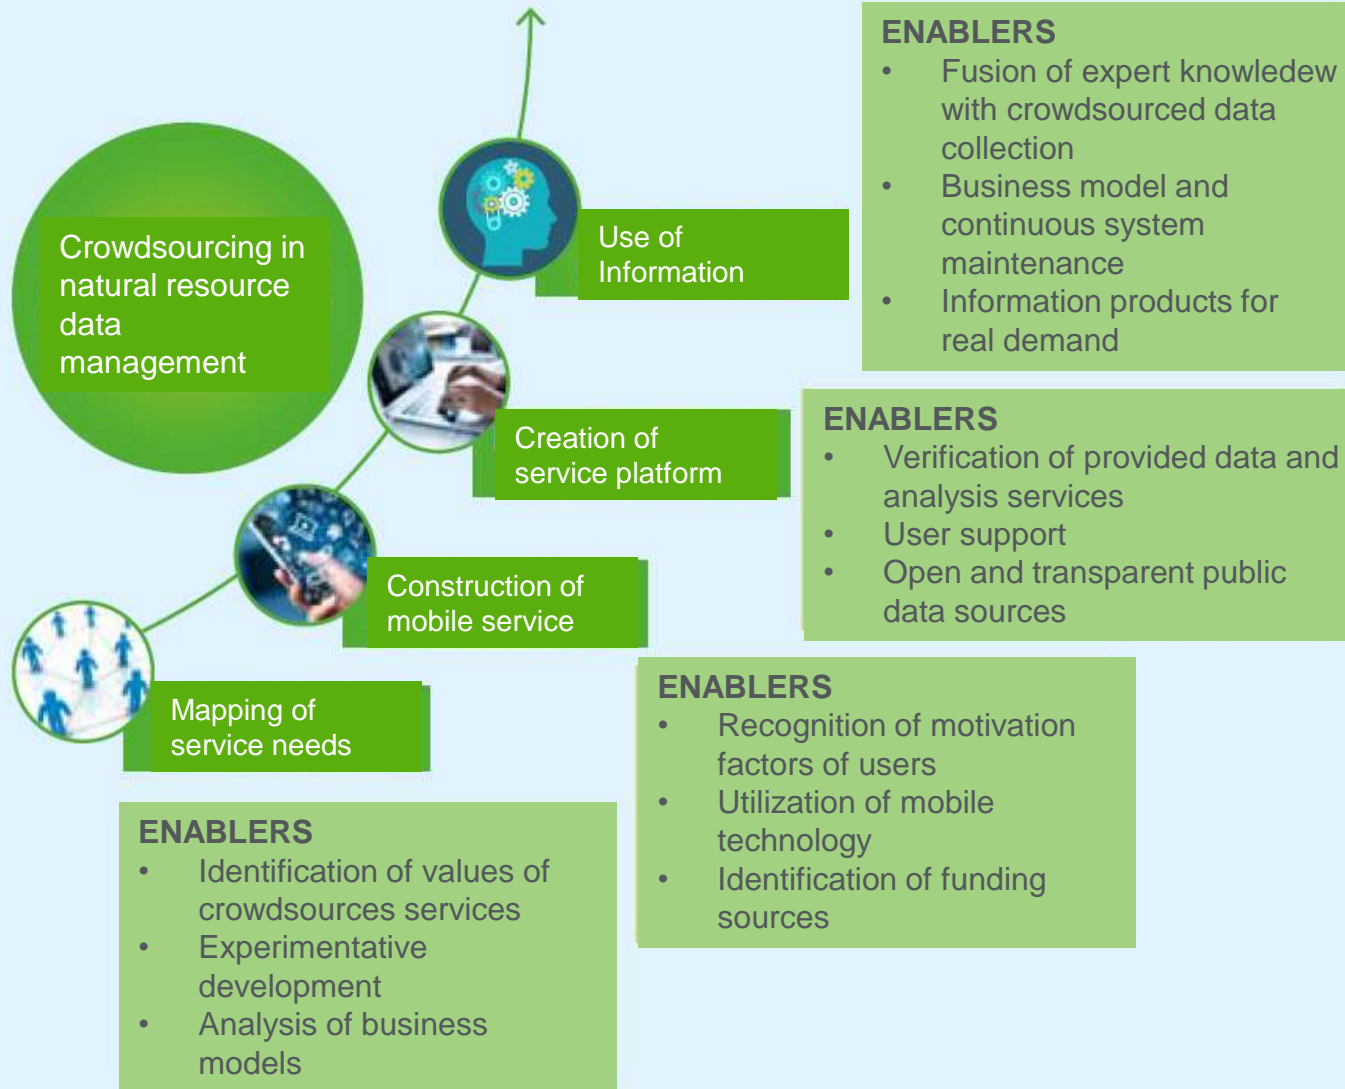 Crowdsourcing in
natural resource
data
management
Use of
Information
Creation of
service platform
Construction of
mobile service
Mapping of
service needs
ENABLERS
• Fusion of expert knowledew
with crowdsourced data
collection
• Business model and
continuous system
maintenance
• Information products for
real demand
ENABLERS
• Verification of provided data and
analysis services
• User support
• Open and transparent public
data sources
ENABLERS
• Recognition of motivation
factors of users
• Utilization of mobile
technology
• Identification of funding
sources
ENABLERS
• Identification of values of
crowdsources services
• Experimentative
development
• Analysis of business
models